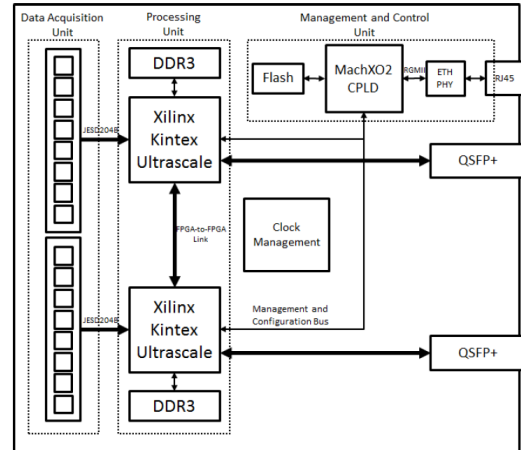 Data Acquisition
Unit
Processing
Unit
Management and Control
Unit
DDR3
Flash
MachXO2
CPLD
RGMII
ETH
PHY
RJ45
Xilinx
Kintex
Ultrascale
JESD204B
QSFP+
FPGA-to-FPGA
Link
Clock
Management
Xilinx
Kintex
Ultrascale
JESD204B
Management and
Configuration Bus
QSFP+
DDR3